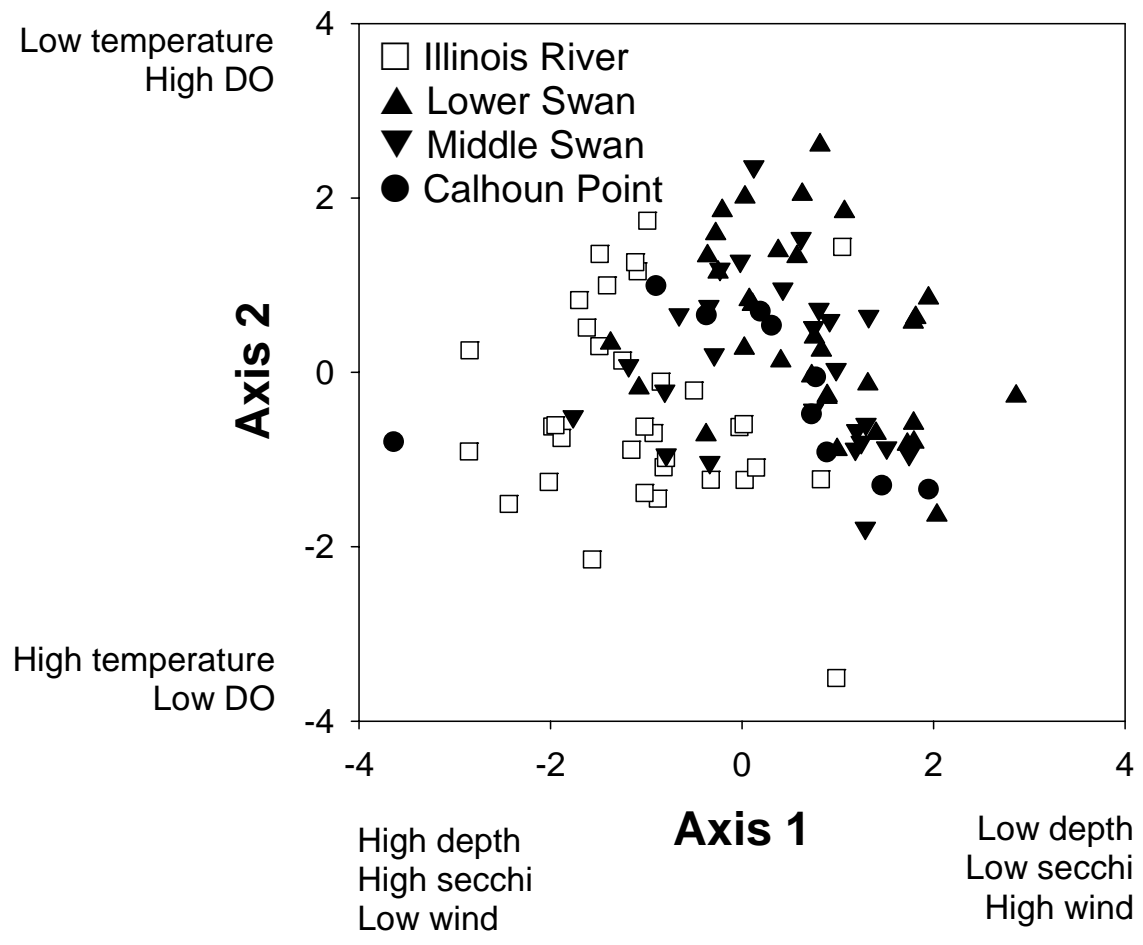 Low temperature
High DO
4
2
0
-2
-4
Axis 2
Illinois River
Lower Swan
Middle Swan
Calhoun Point
High temperature
Low DO
-4 -2 0 2 4
Axis 1
High depth
High secchi
Low wind
Low depth
Low secchi
High wind